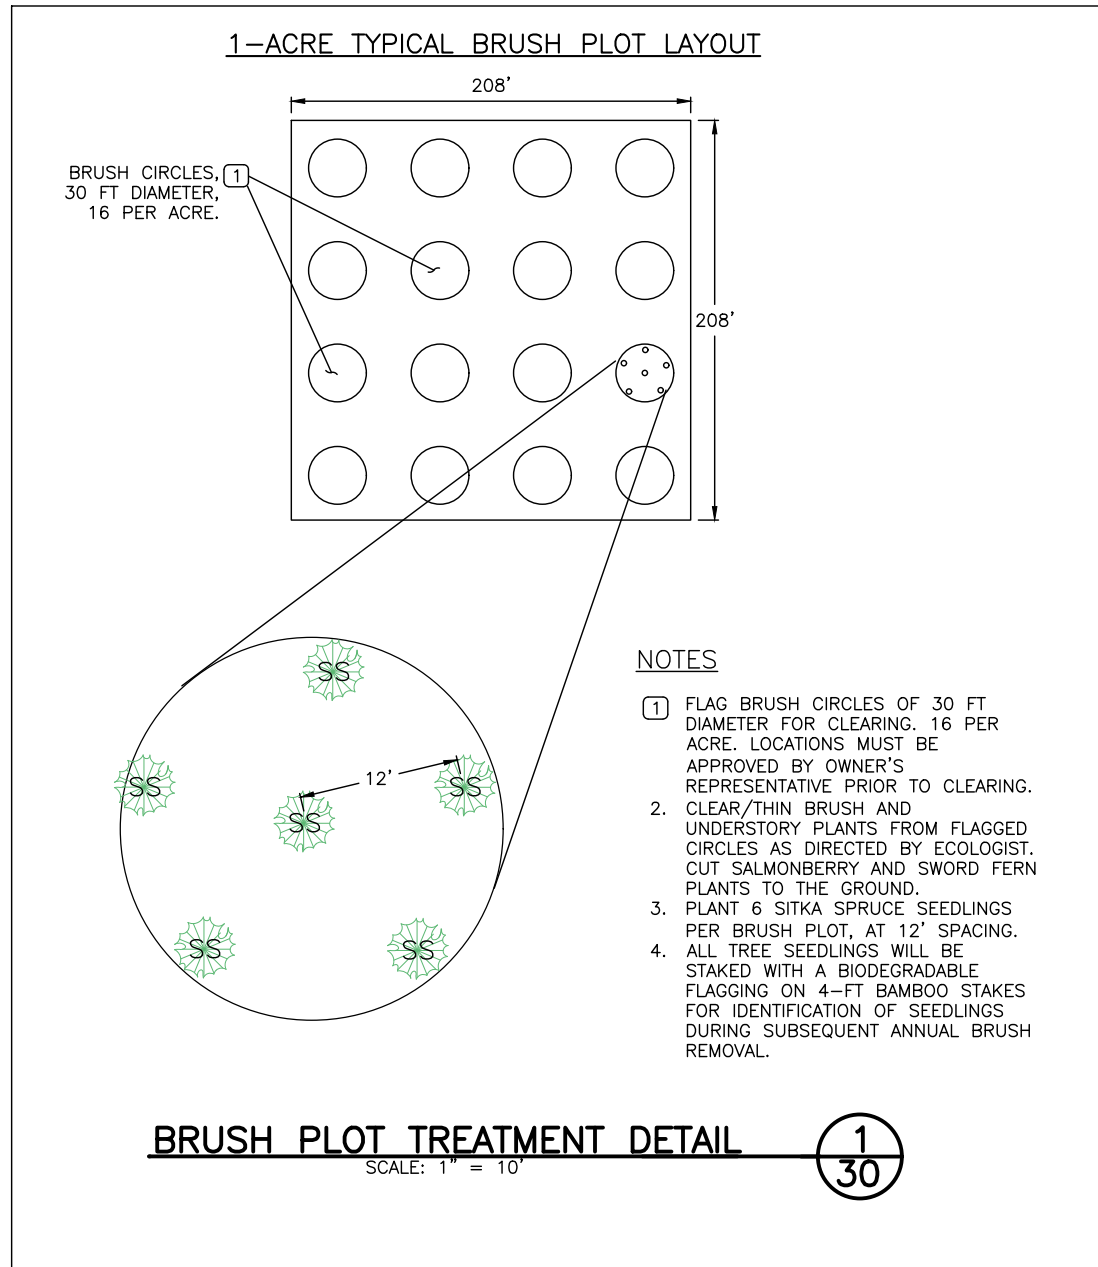 1-ACRE TYPICAL BRUSH PLOT LAYOUT
208'
BRUSH CIRCLES, 1
30 FT DIAMETER,
16 PER ACRE.
208'
SS
SS
12'
SS
SS
SS
SS
NOTES
1 FLAG BRUSH CIRCLES OF 30 FT
DIAMETER FOR CLEARING. 16 PER
ACRE. LOCATIONS MUST BE
APPROVED BY OWNER'S
REPRESENTATIVE PRIOR TO CLEARING.
2. CLEAR/THIN BRUSH AND
UNDERSTORY PLANTS FROM FLAGGED
CIRCLES AS DIRECTED BY ECOLOGIST.
CUT SALMONBERRY AND SWORD FERN
PLANTS TO THE GROUND.
3. PLANT 6 SITKA SPRUCE SEEDLINGS
PER BRUSH PLOT, AT 12' SPACING.
4. ALL TREE SEEDLINGS WILL BE
STAKED WITH A BIODEGRADABLE
FLAGGING ON 4-FT BAMBOO STAKES
FOR IDENTIFICATION OF SEEDLINGS
DURING SUBSEQUENT ANNUAL BRUSH
REMOVAL.
BRUSH PLOT TREATMENT DETAIL
SCALE: 1" = 10'
1
30